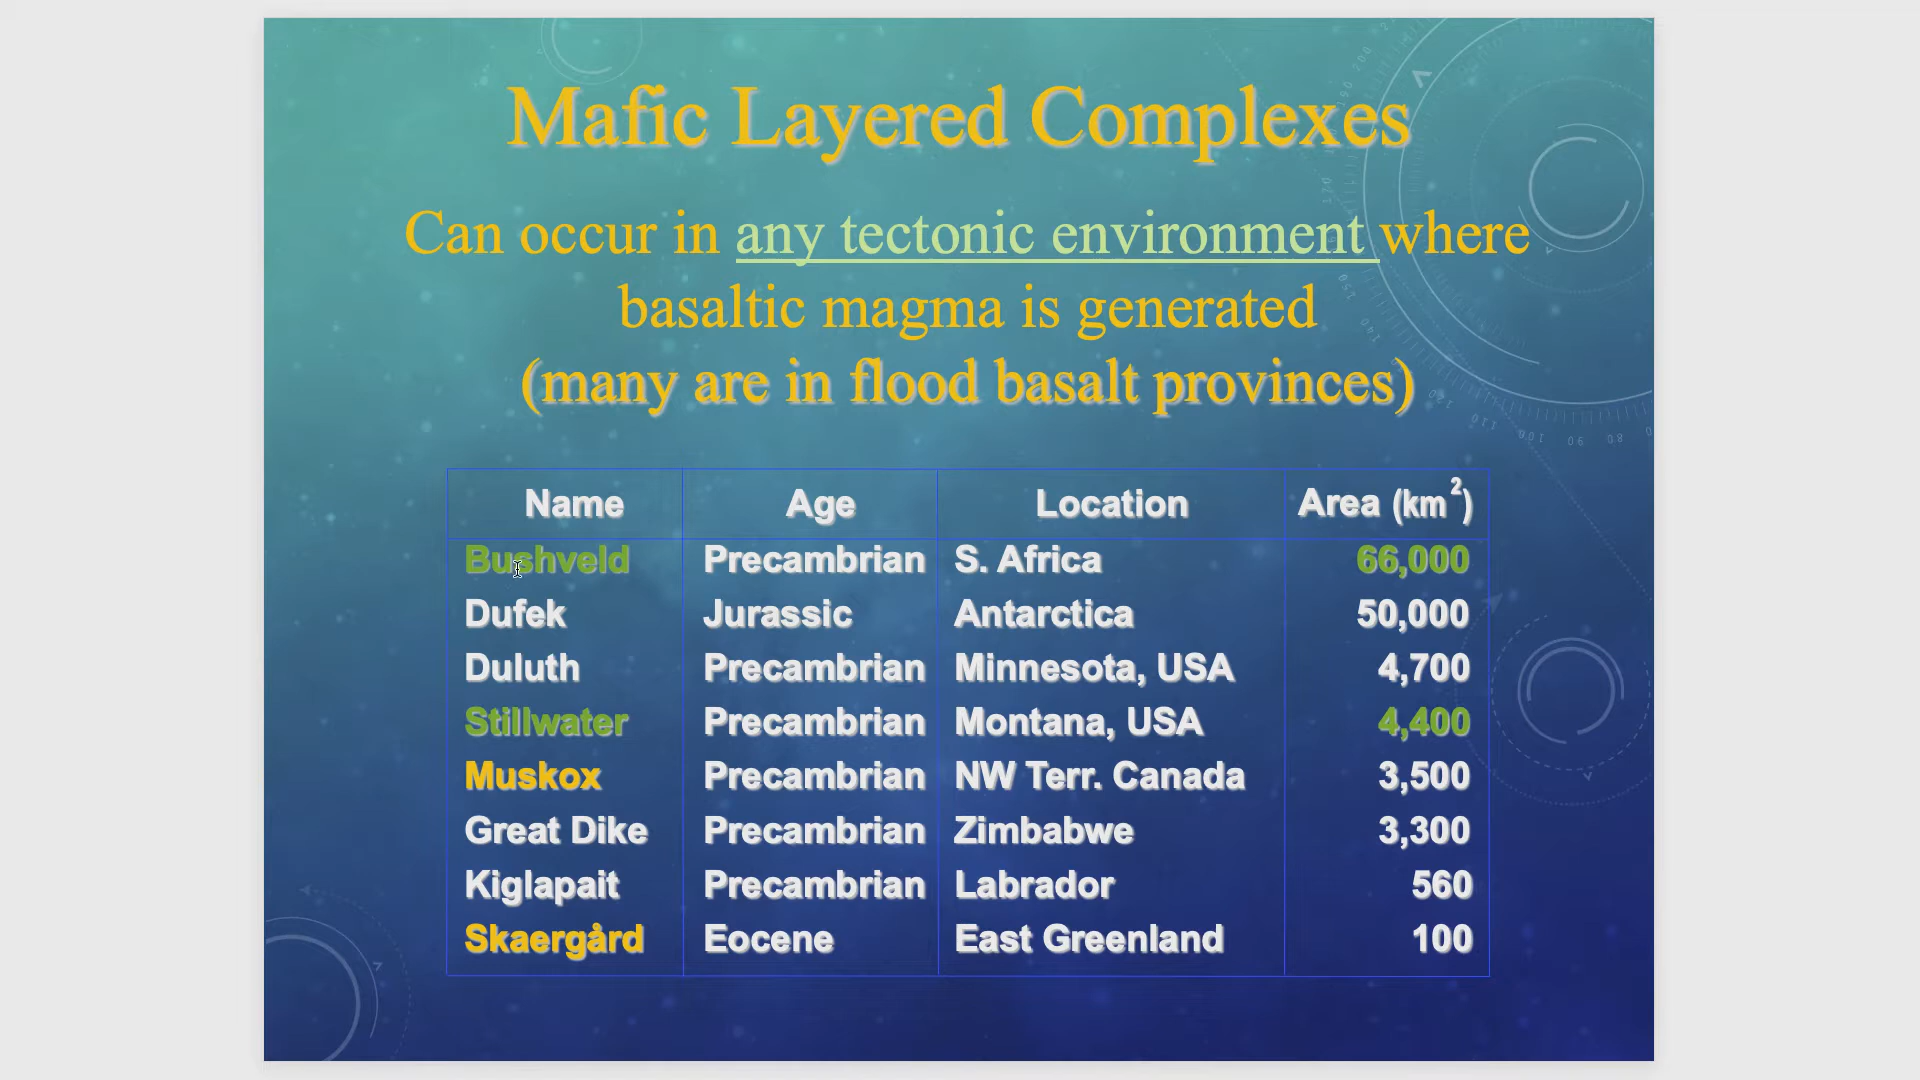 Mafic Layered Complexes
Can occur in any tectonic environment where
basaltic magma is generated
(many are in flood basalt provinces)
Name Age Location Area (km²)
Bushveld Precambrian S. Africa 66,000
Dufek Jurassic Antarctica 50,000
Duluth Precambrian Minnesota, USA 4,700
Stillwater Precambrian Montana, USA 4,400
Muskox Precambrian NW Terr. Canada 3,500
Great Dike Precambrian Zimbabwe 3,300
Kiglapait Precambrian Labrador 560
Skaergård Eocene East Greenland 100